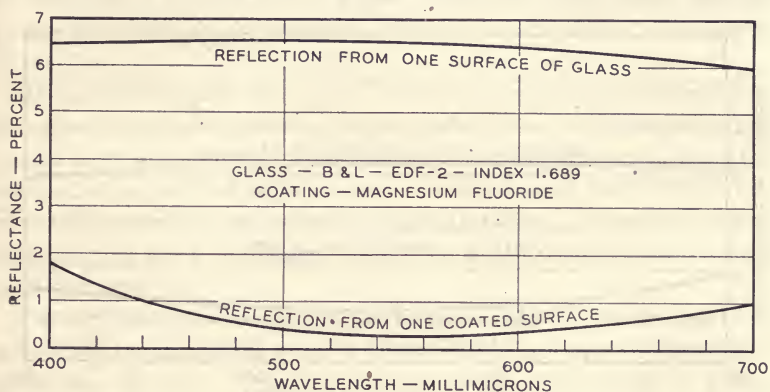 7
6
5
4
3
2
1
0
REFLECTANCE — PERCENT
REFLECTION FROM ONE SURFACE OF GLASS
GLASS — B & L — EDF-2 — INDEX 1.689
COATING — MAGNESIUM FLUORIDE
REFLECTION FROM ONE COATED SURFACE
400 500 600 700
WAVELENGTH — MILLIMICRONS